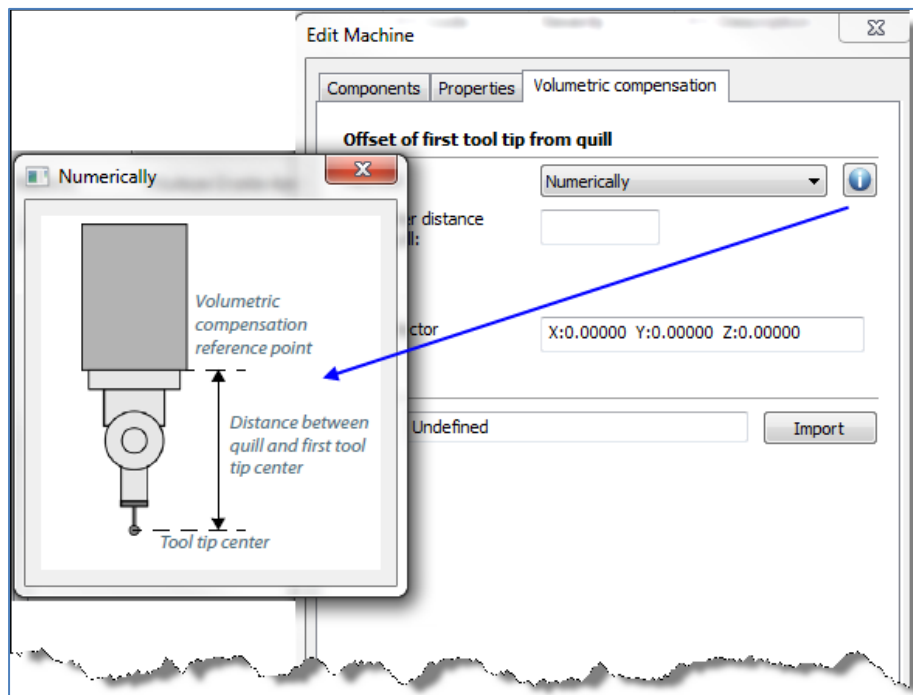 Edit Machine
Components Properties Volumetric compensation
Offset of first tool tip from quill
Numerically
Numerically
distance
X:0.00000 Y:0.00000 Z:0.00000
Undefined
Import
Volumetric
compensation
reference point
Distance between
quill and first tool
tip center
Tool tip center